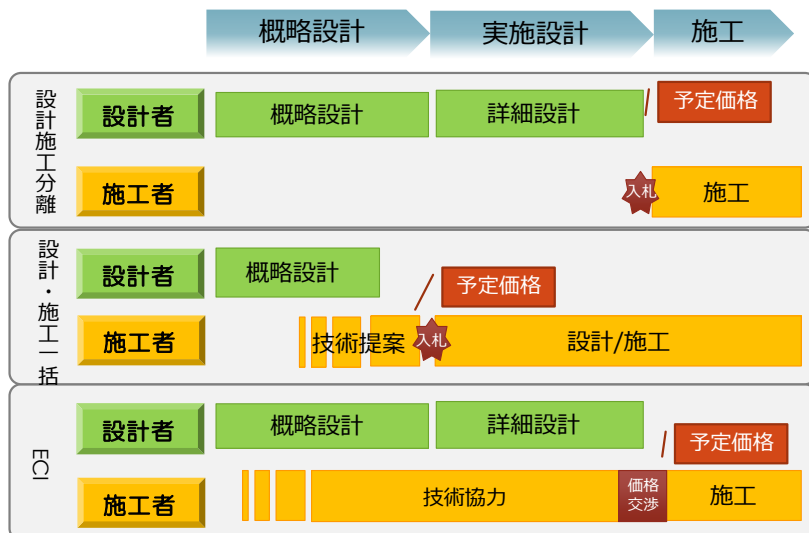 概略設計
実施設計
施工
設計施工分離
設計者
概略設計
詳細設計
予定価格
施工者
入札
施工
設計・施工一括
設計者
概略設計
予定価格
施工者
技術提案
入札
設計/施工
ECI
設計者
概略設計
詳細設計
予定価格
施工者
技術協力
価格
交渉
施工